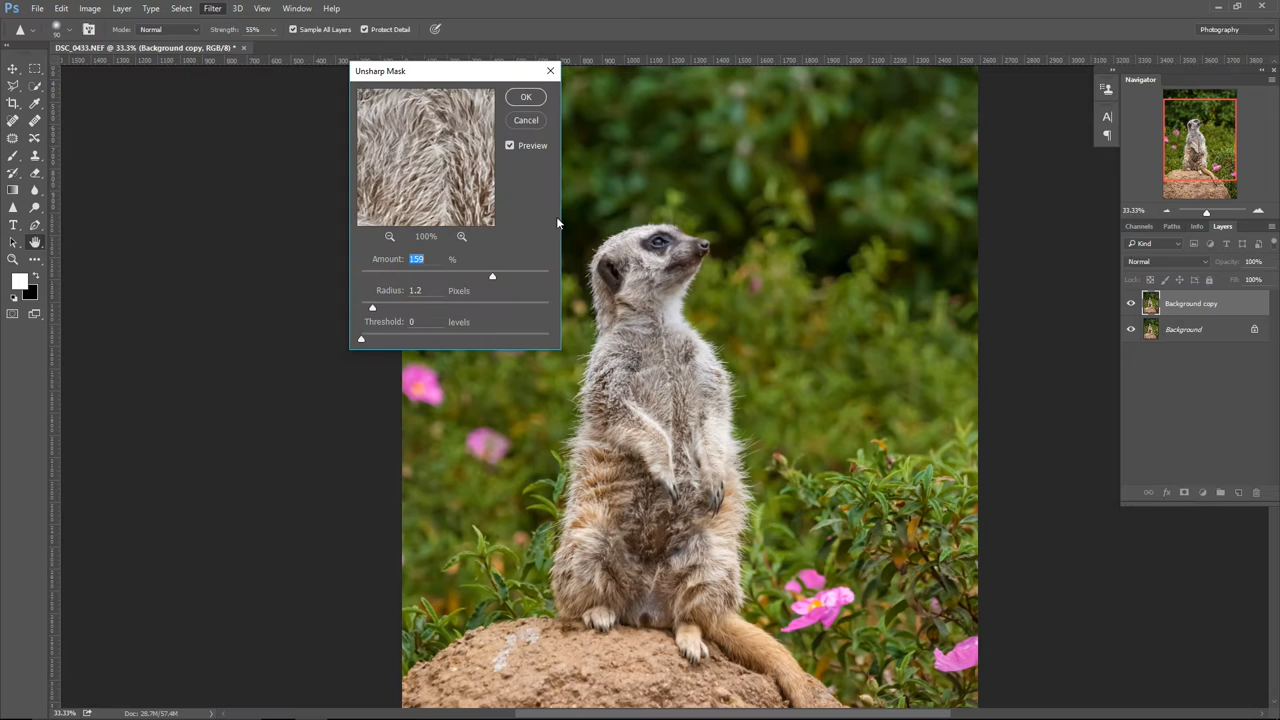 Ps File Edit Image Layer Type Select Filter 3D View Window Help
90 Mode: Normal Strength: 55% Sample All Layers Protect Detail Photography
DSC_0433.NEF @ 33.3% (Background copy, RGB/8) * ×
Unsharp Mask
OK
Cancel
Preview
100%
Amount: 159 %
Radius: 1.2 Pixels
Threshold: 0 levels
Navigator
33.33%
Channels Paths Info Layers
Kind
Normal Opacity: 100%
Lock: Fill: 100%
Background copy
Background
33.33% Doc: 28.7M/57.4M